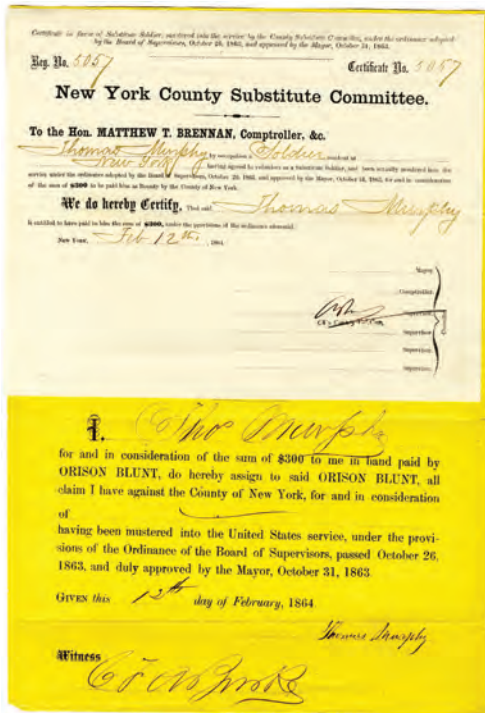 Certificate in favor of Substitute Soldier, mustered into the service by the County Substitute Committee, under the ordinance adopted
by the Board of Supervisors, October 26, 1863, and approved by the Mayor, October 31, 1863.
Reg. No. 5057
Certificate No. 5057
New York County Substitute Committee.
To the Hon. MATTHEW T. BRENNAN, Comptroller, &c.
Thomas Murphy by occupation a Soldier resident at
New York having agreed to volunteer as a Substitute Soldier, and been actually mustered into the
service under the ordinance adopted by the Board of Supervisors, October 26, 1863, and approved by the Mayor, October 31, 1863, for and in consideration
of the sum of $300 to be paid him as Bounty by the County of New York.
We do hereby Certify, That said Thomas Murphy
is entitled to have paid to him the sum of $300, under the provisions of the ordinance aforesaid.
New York, Feb 12th, 1864.
Mayor
Comptroller
Supervisor
Supervisor
Supervisor
Supervisor
I, Thos Murphy
for and in consideration of the sum of $300 to me in hand paid by
ORISON BLUNT, do hereby assign to said ORISON BLUNT, all
claim I have against the County of New York, for and in consideration
of
having been mustered into the United States service, under the provi-
sions of the Ordinance of the Board of Supervisors, passed October 26,
1863, and duly approved by the Mayor, October 31, 1863.
GIVEN this 12th day of February, 1864.
Thomas Murphy
Witness